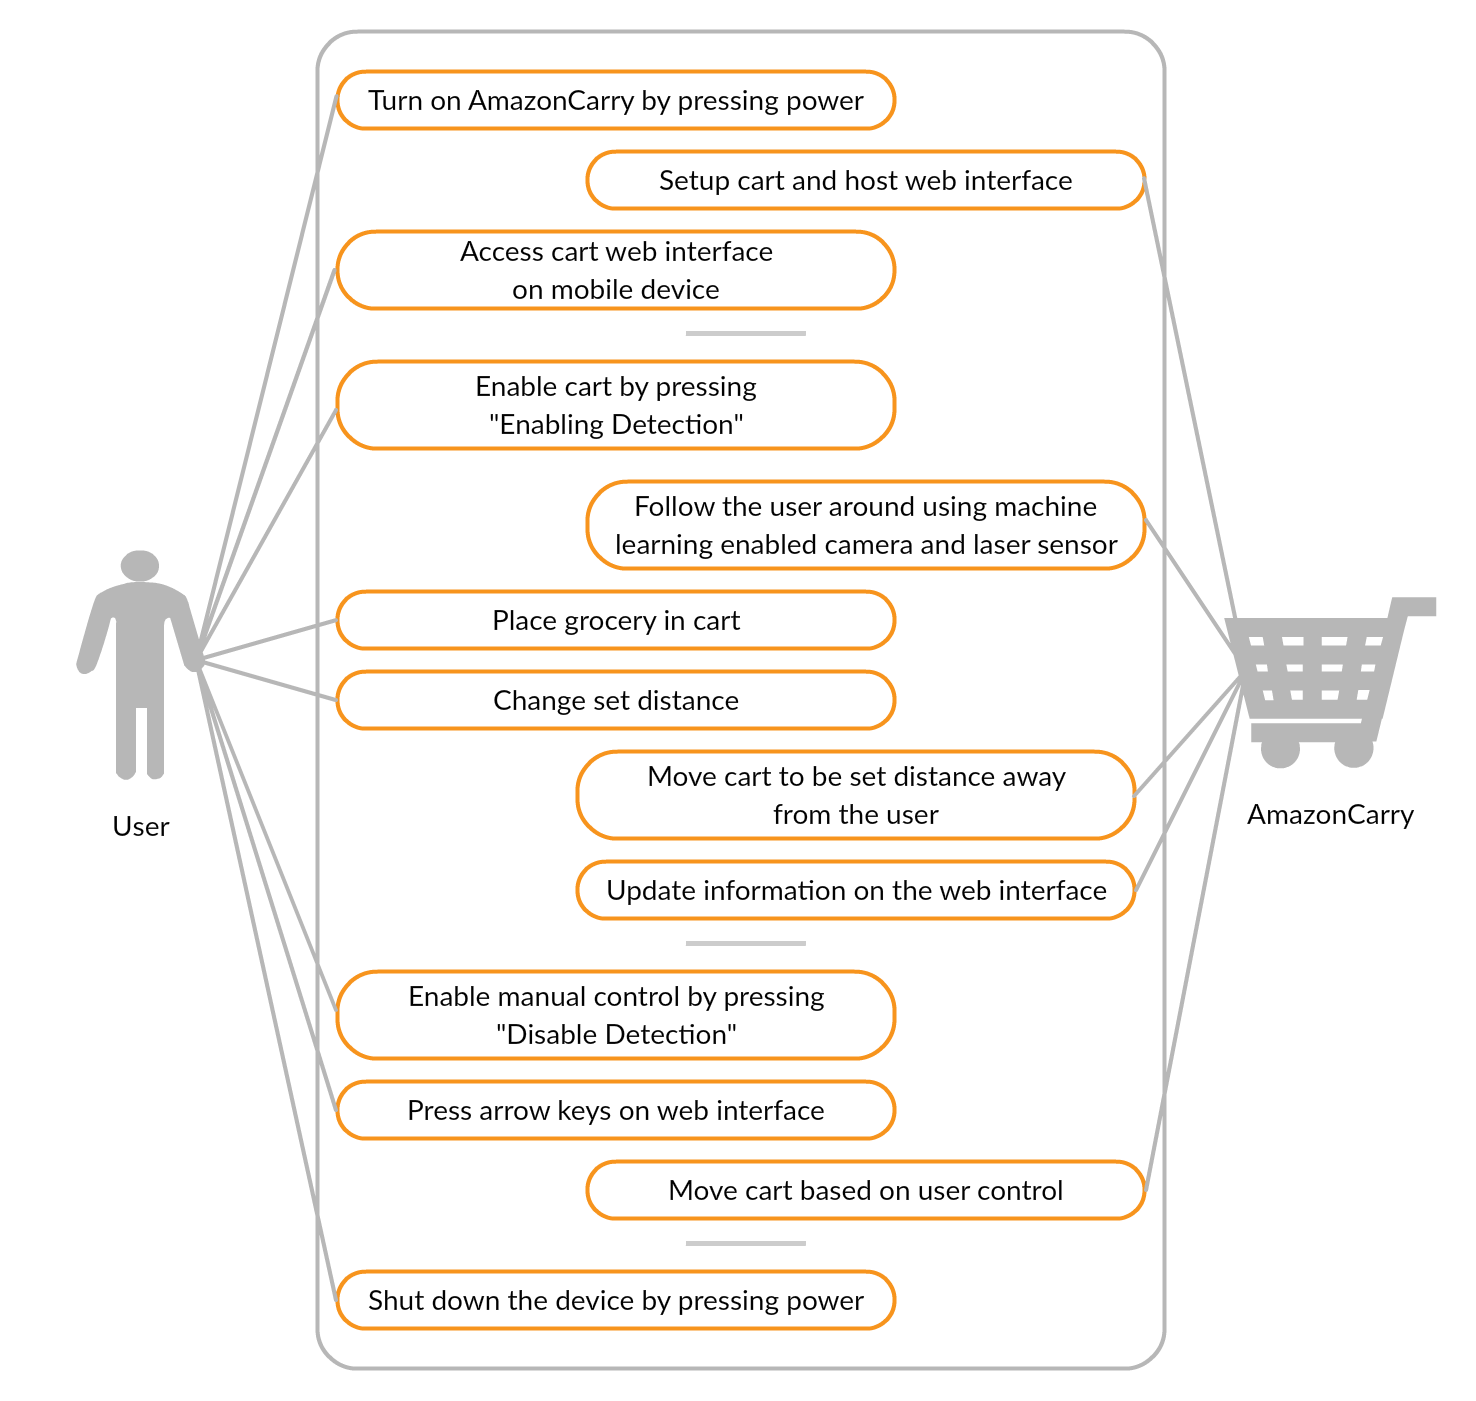 Turn on AmazonCarry by pressing power
Setup cart and host web interface
Access cart web interface
on mobile device
Enable cart by pressing
"Enabling Detection"
Follow the user around using machine
learning enabled camera and laser sensor
Place grocery in cart
Change set distance
Move cart to be set distance away
from the user
User
AmazonCarry
Update information on the web interface
Enable manual control by pressing
"Disable Detection"
Press arrow keys on web interface
Move cart based on user control
Shut down the device by pressing power